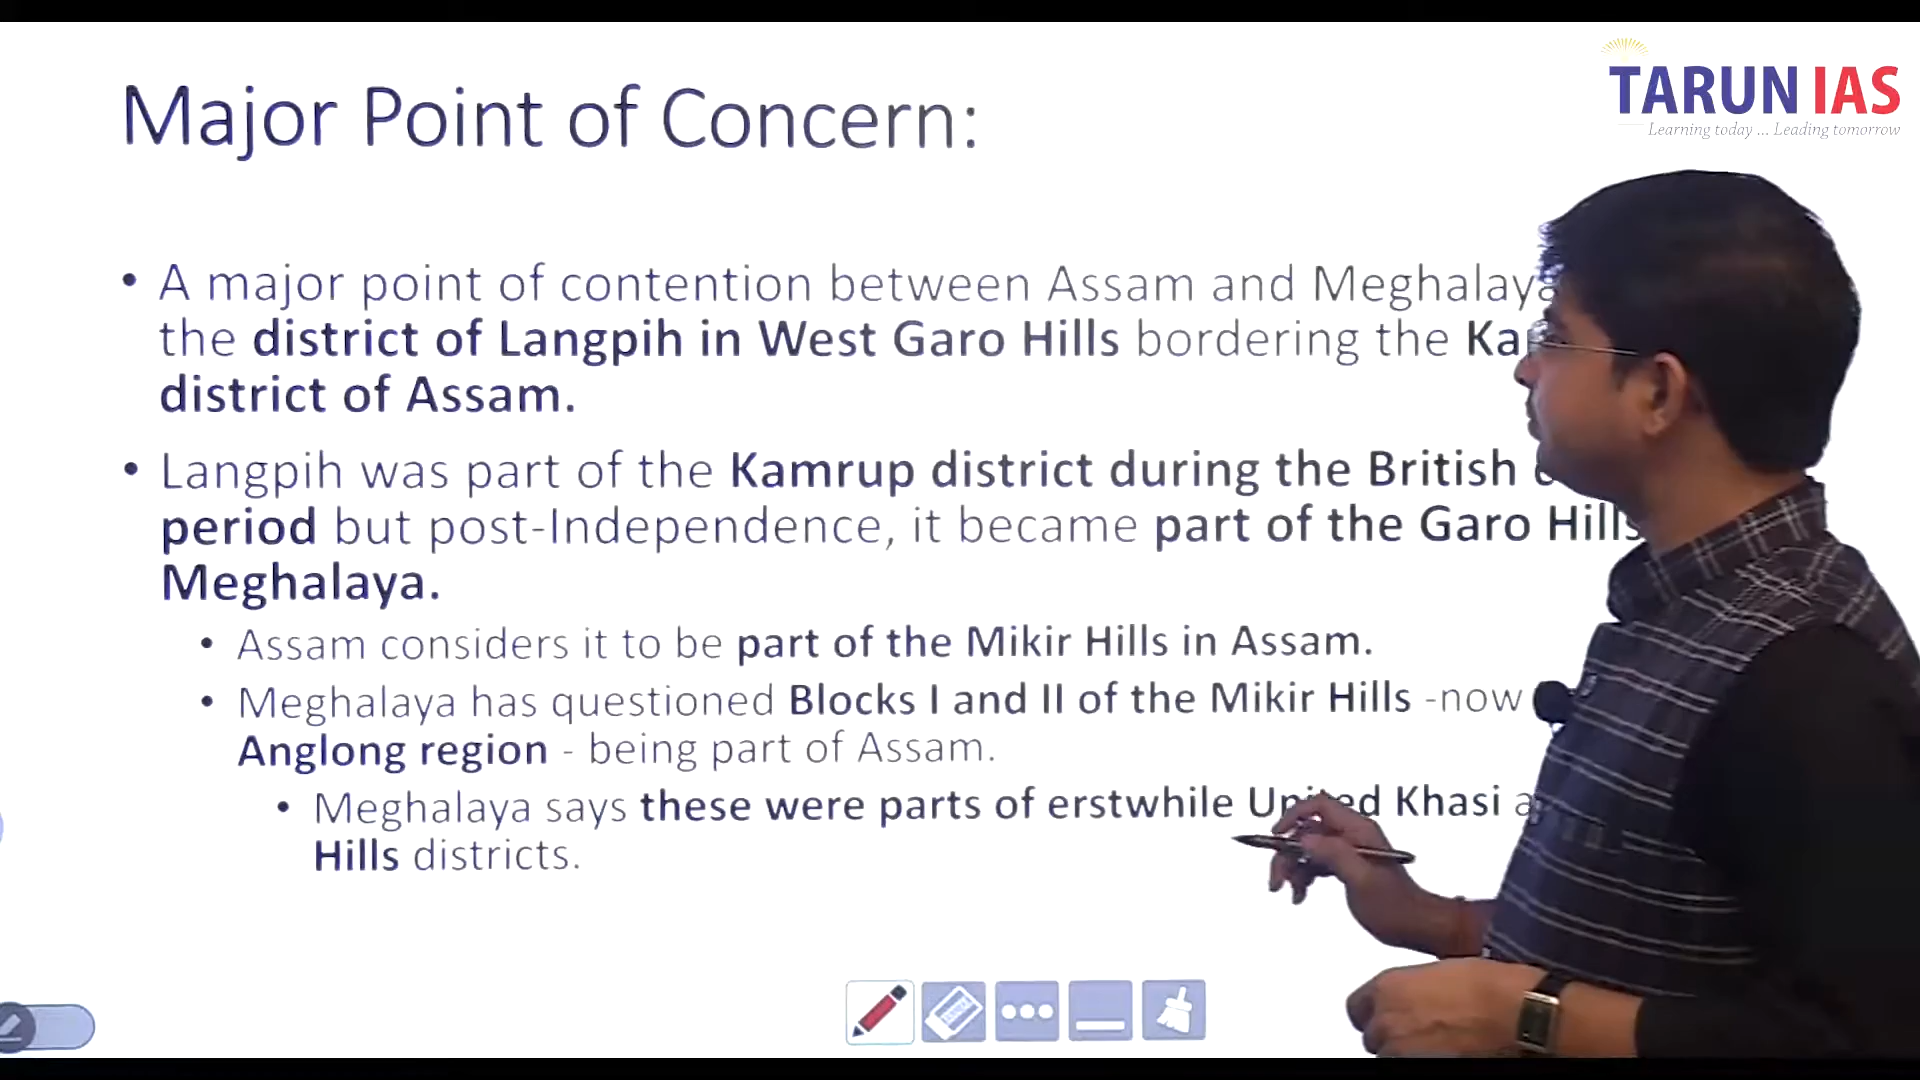 TARUN IAS
Learning today ... Leading tomorrow
Major Point of Concern:
• A major point of contention between Assam and Meghalaya
the district of Langpih in West Garo Hills bordering the
district of Assam.
• Langpih was part of the Kamrup district during the British
period but post-Independence, it became part of the Garo Hills
Meghalaya.
• Assam considers it to be part of the Mikir Hills in Assam.
• Meghalaya has questioned Blocks I and II of the Mikir Hills -now
Anglong region - being part of Assam.
• Meghalaya says these were parts of erstwhile United Khasi
Hills districts.